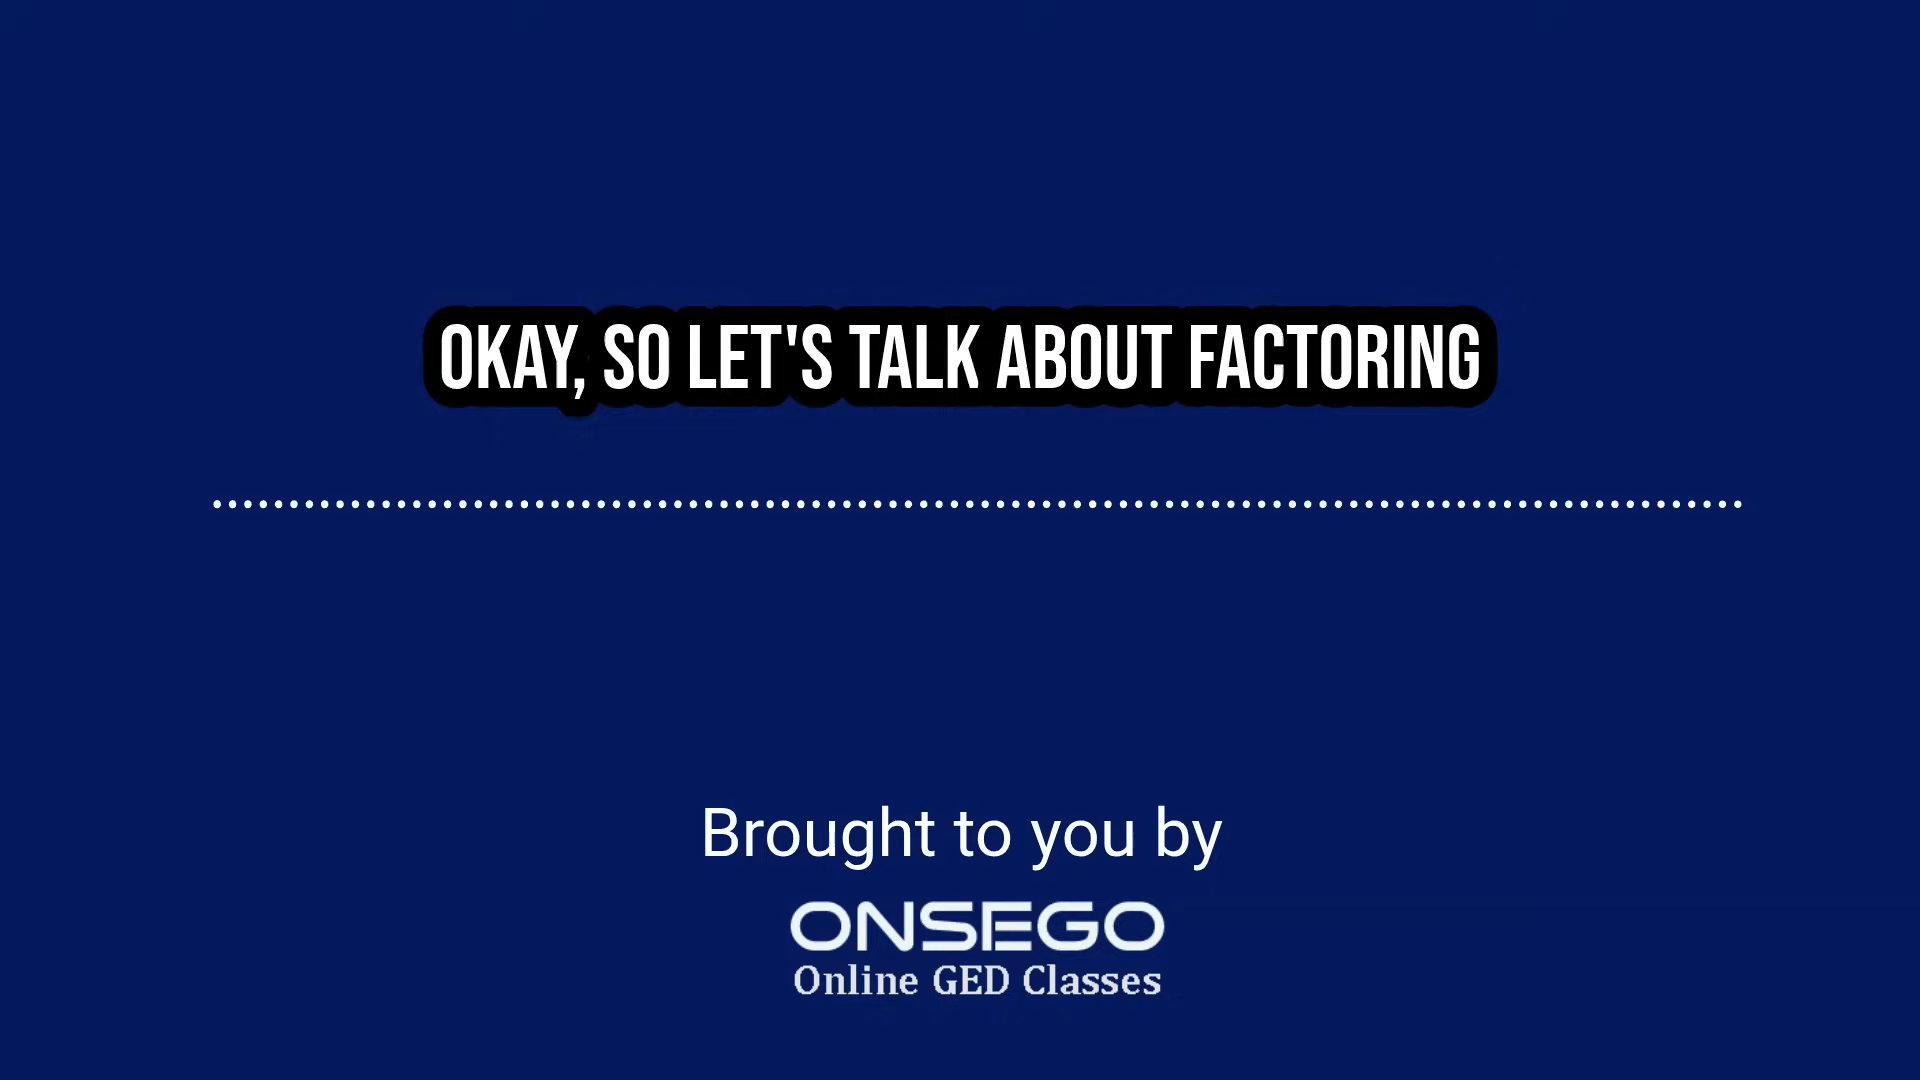 OKAY, SO LET'S TALK ABOUT FACTORING
Brought to you by
ONSEGO
Online GED Classes